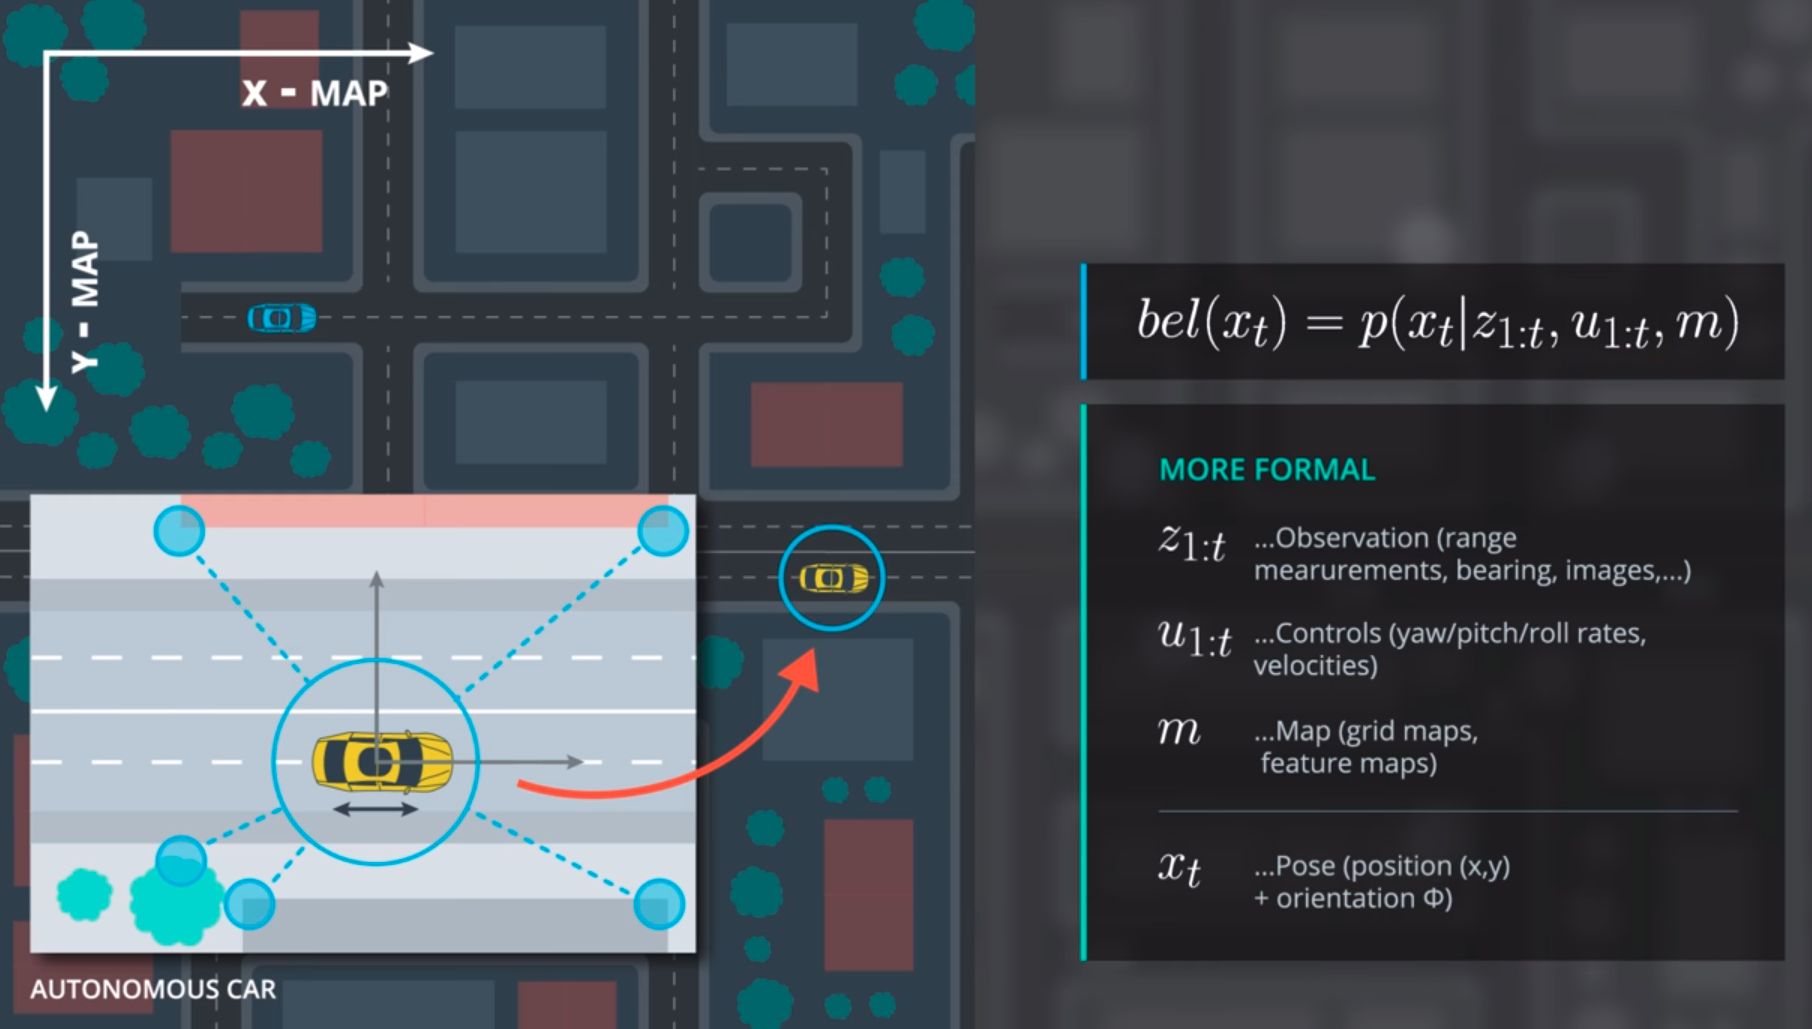 X - MAP
Y - MAP
AUTONOMOUS CAR
bel(x_t) = p(x_t|z_{1:t}, u_{1:t}, m)
MORE FORMAL
z_{1:t} ...Observation (range
mearurements, bearing, images,...)
u_{1:t} ...Controls (yaw/pitch/roll rates,
velocities)
m ...Map (grid maps,
feature maps)
x_t ...Pose (position (x,y)
+ orientation Φ)